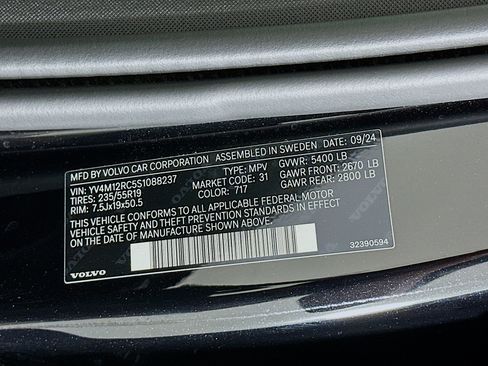 MFD BY VOLVO CAR CORPORATION ASSEMBLED IN SWEDEN 09/24
VIN: YV4M12RC5S1088237 TYPE: MPV GVWR: 5400 LB
TIRES: 235/55R19 MARKET CODE: 31 FRONT GAWR: 2670 LB
RIM: 7.5Jx19x50.5 COLOR: 717 REAR GAWR: 2800 LB
THIS VEHICLE CONFORMS TO ALL APPLICABLE FEDERAL MOTOR
VEHICLE SAFETY AND THEFT PREVENTION STANDARDS IN EFFECT
ON THE DATE OF MANUFACTURE SHOWN ABOVE.
VOLVO 32390594